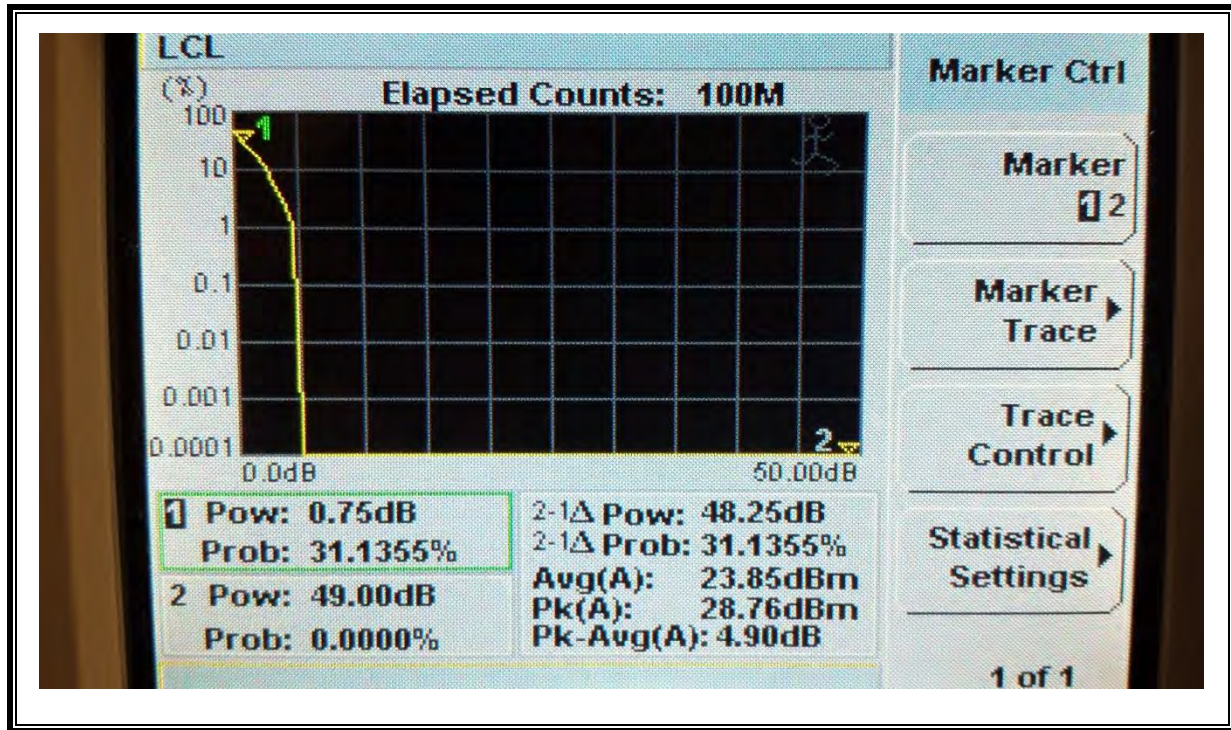 LCL
(%)
Elapsed Counts: 100M
100
10
1
0.1
0.01
0.001
0.0001
1
2
0.0dB
50.00dB
1 Pow: 0.75dB
Prob: 31.1355%
2 Pow: 49.00dB
Prob: 0.0000%
2-1Δ Pow: 48.25dB
2-1Δ Prob: 31.1355%
Avg(A): 23.85dBm
Pk(A): 28.76dBm
Pk-Avg(A): 4.90dB
Marker Ctrl
Marker
1 2
Marker
Trace
Trace
Control
Statistical
Settings
1 of 1